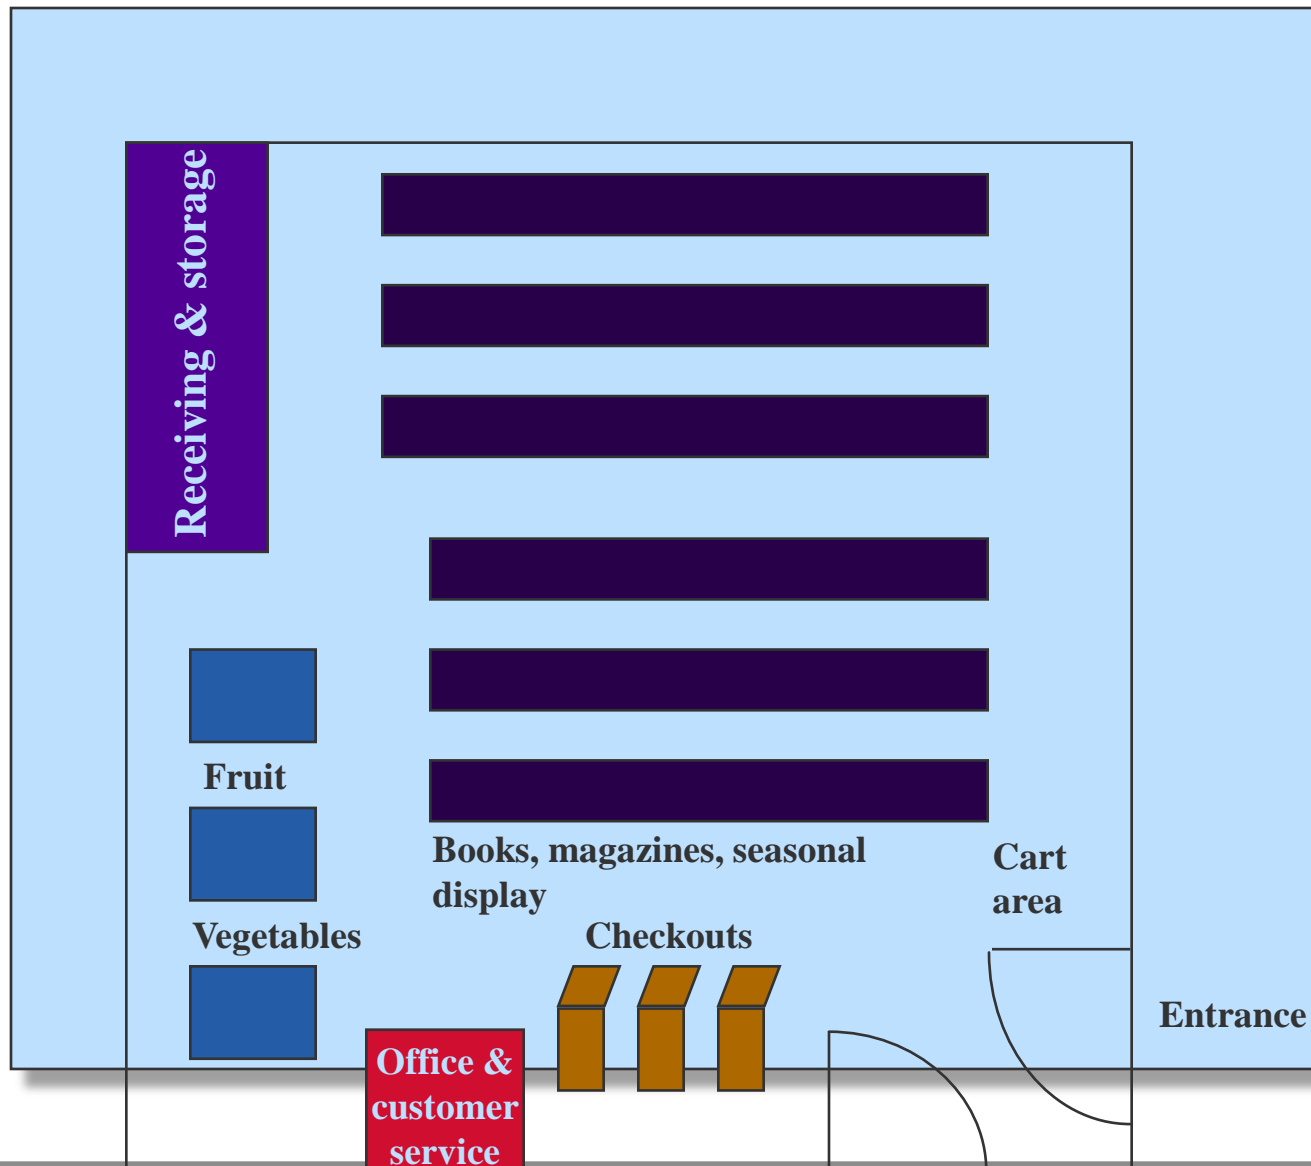 Receiving & storage
Fruit
Books, magazines, seasonal
display
Cart
area
Vegetables
Checkouts
Entrance
Office &
customer
service